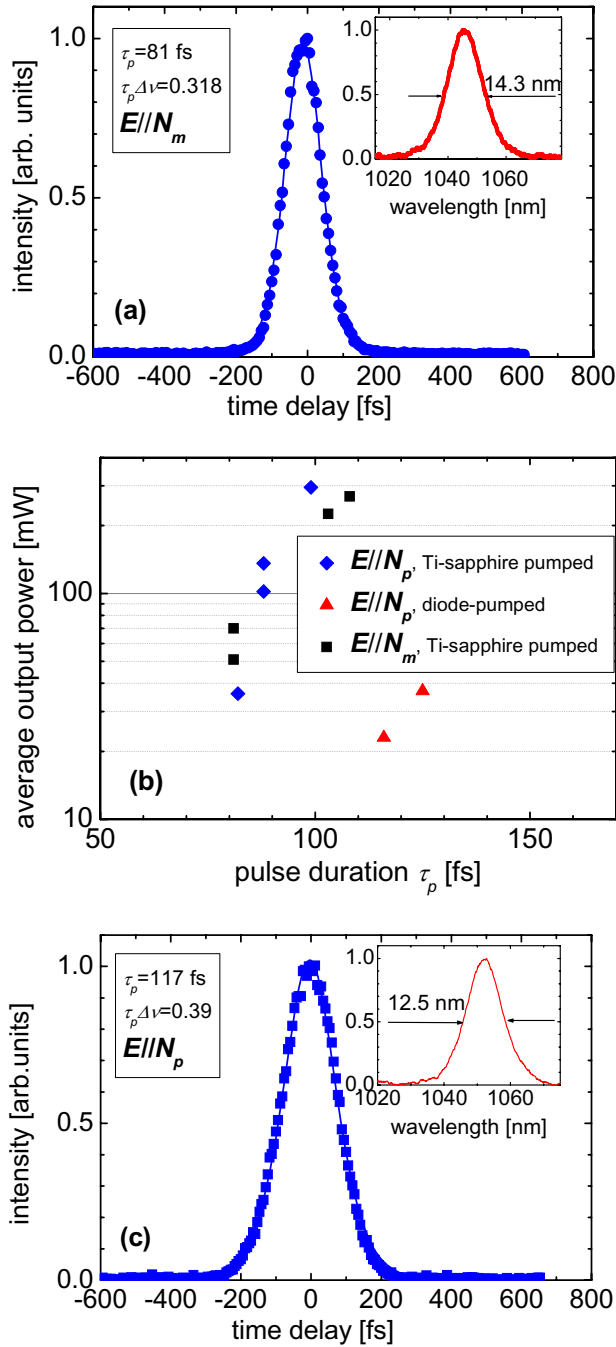 1.0
0.5
0.0
intensity [arb. units]
τp=81 fs
τpΔν=0.318
E//Nm
(a)
-600 -400 -200 0 200 400 600 800
time delay [fs]
1.0
0.5
0.0
14.3 nm
1020 1040 1060
wavelength [nm]
100
10
average output power [mW]
E//Np, Ti-sapphire pumped
E//Np, diode-pumped
E//Nm, Ti-sapphire pumped
(b)
50 100 150
pulse duration τp [fs]
1.0
0.5
0.0
intensity [arb.units]
τp=117 fs
τpΔν=0.39
E//Np
(c)
-600 -400 -200 0 200 400 600 800
time delay [fs]
1.0
0.5
0.0
12.5 nm
1020 1040 1060
wavelength [nm]